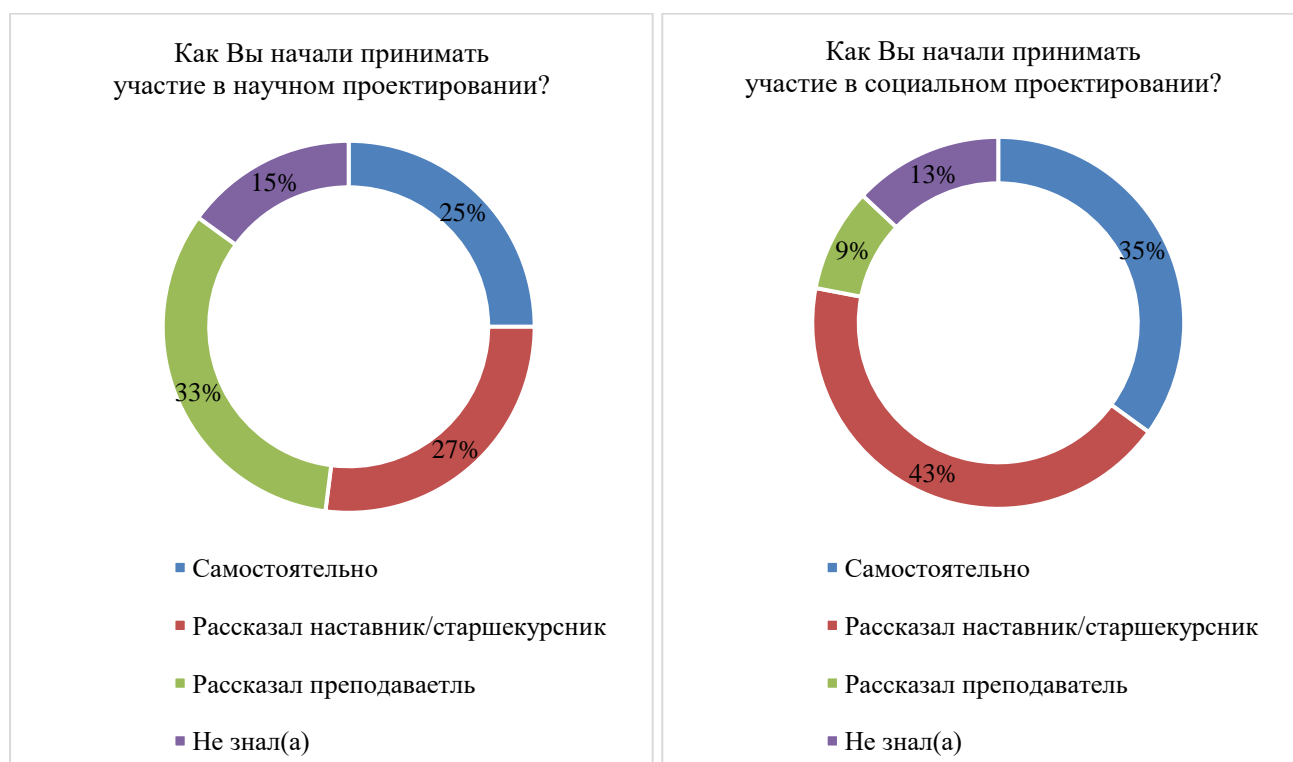 Как Вы начали принимать
участие в научном проектировании?
15%
25%
33%
27%
Самостоятельно
Рассказал наставник/старшекурсник
Рассказал преподаваетль
Не знал(а)
Как Вы начали принимать
участие в социальном проектировании?
13%
35%
9%
43%
Самостоятельно
Рассказал наставник/старшекурсник
Рассказал преподаватель
Не знал(а)